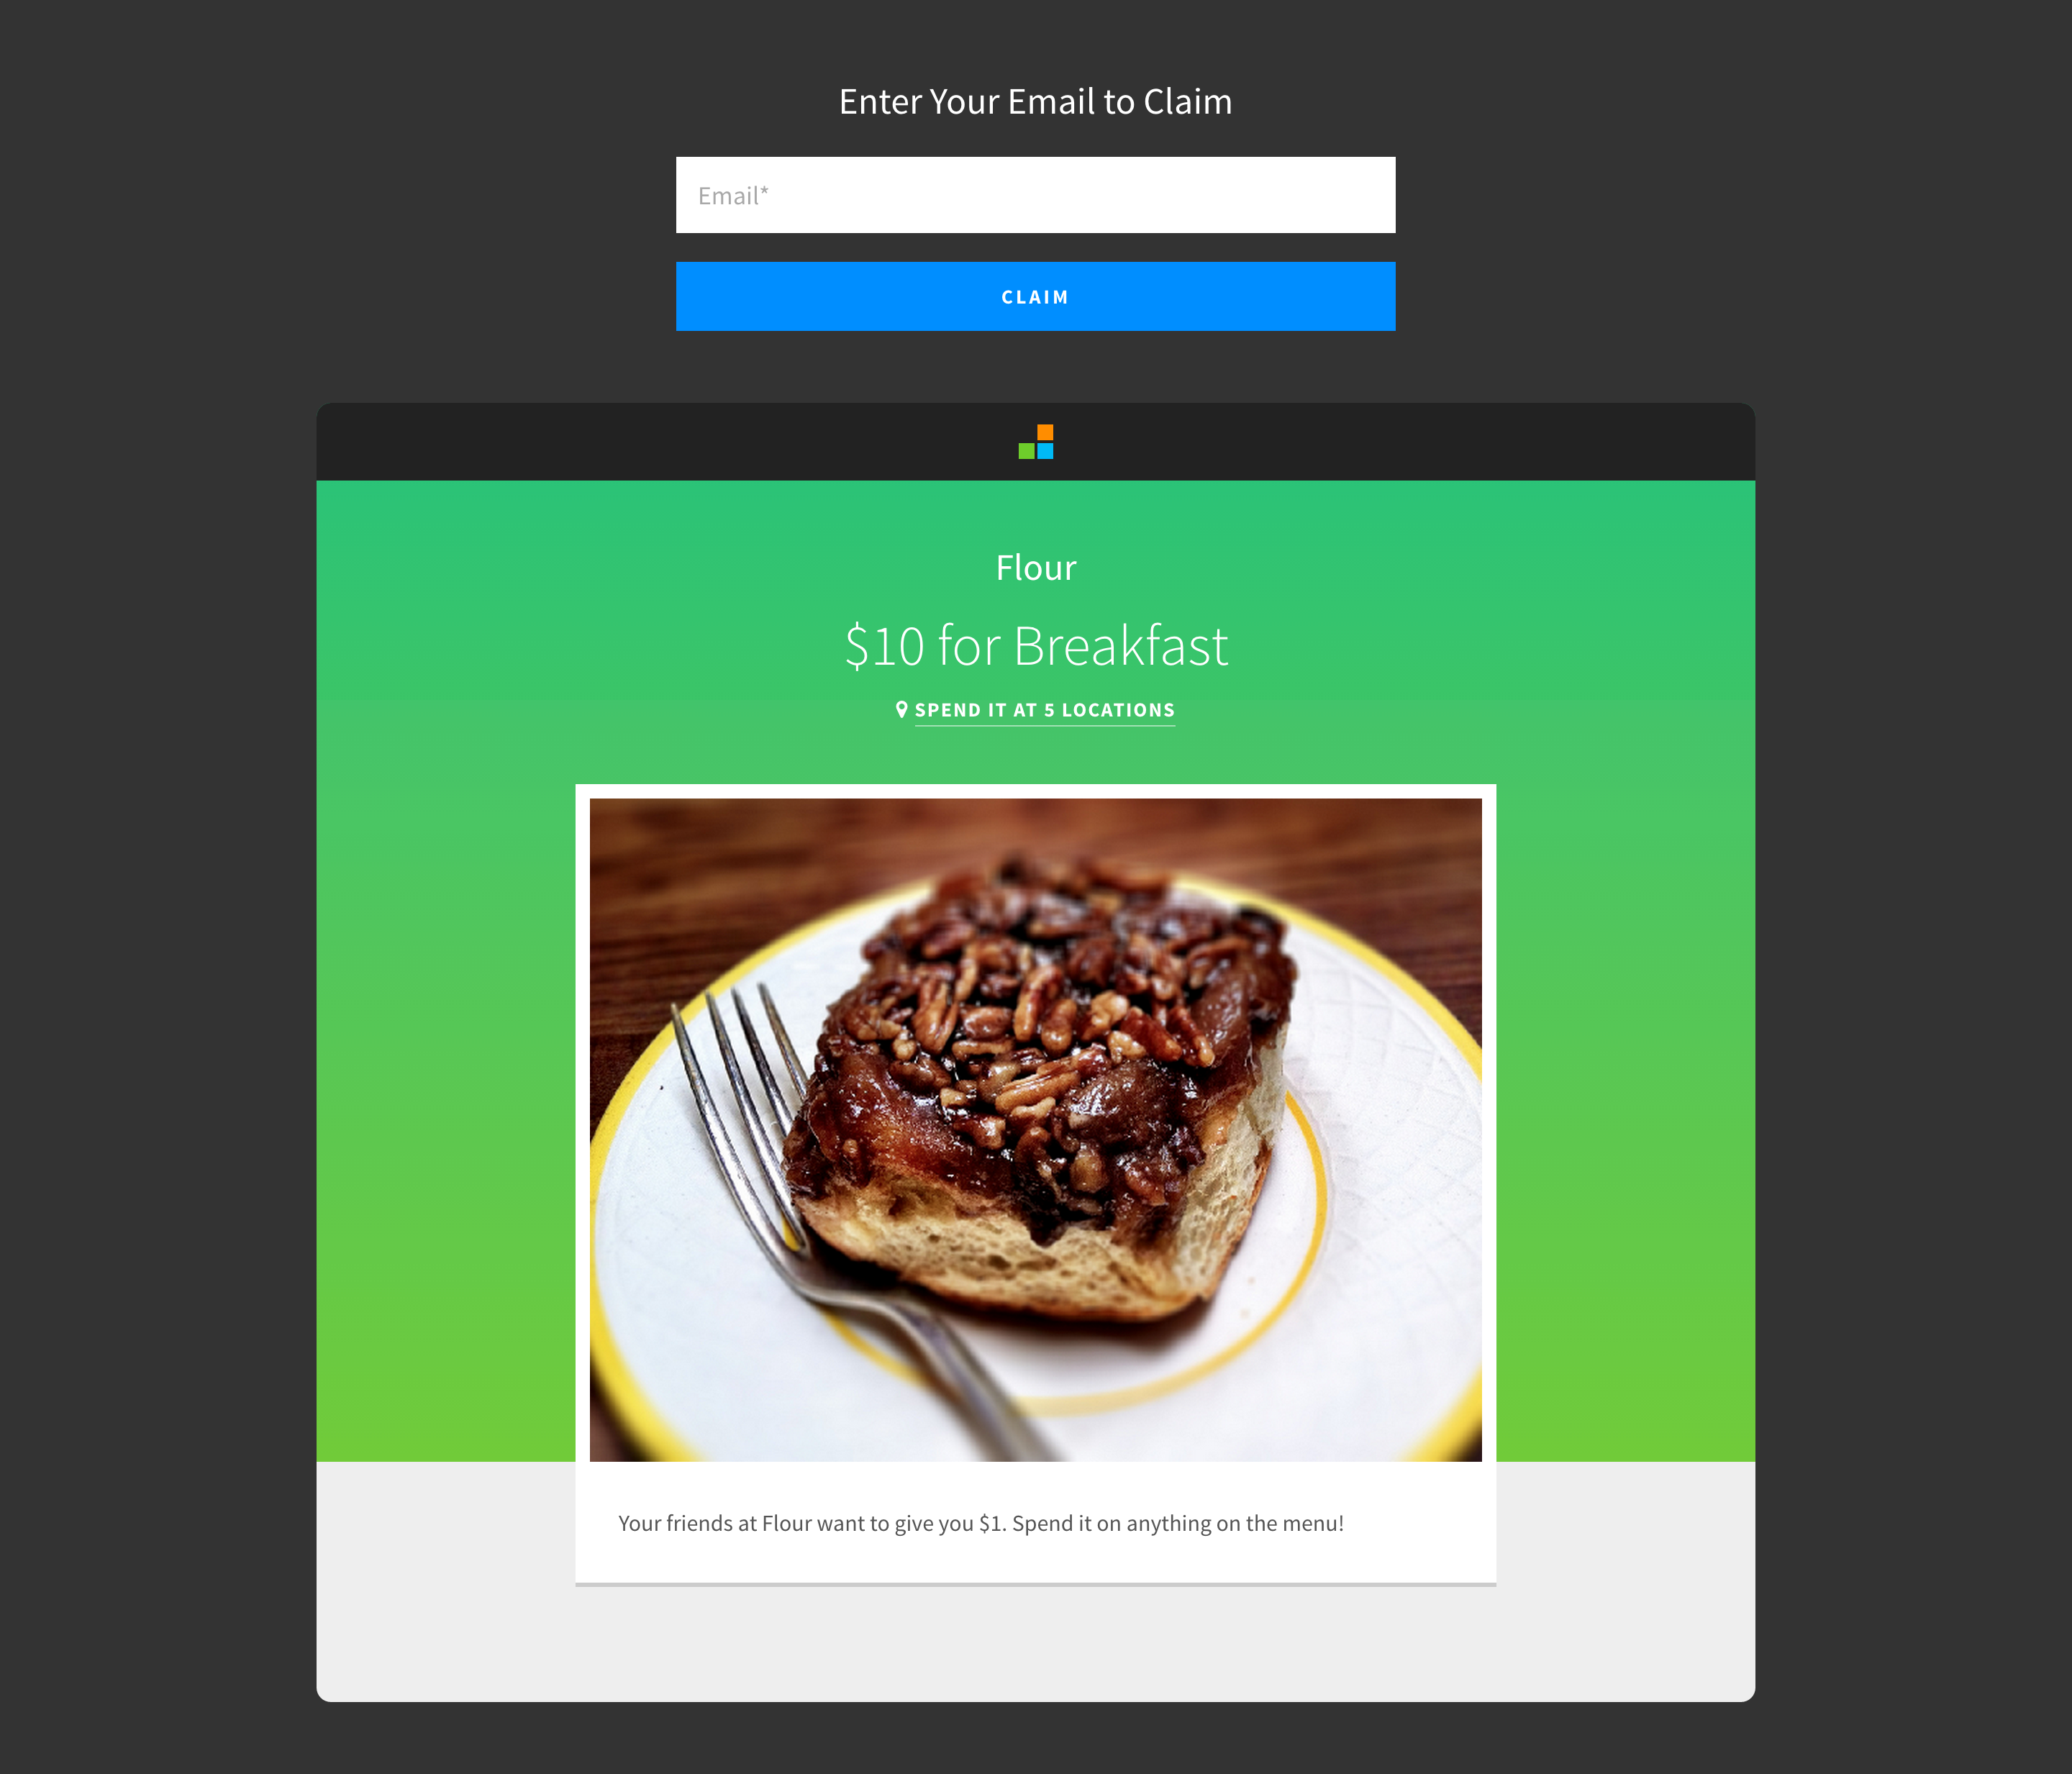 Enter Your Email to Claim
Email*
CLAIM
Flour
$10 for Breakfast
SPEND IT AT 5 LOCATIONS
Your friends at Flour want to give you $1. Spend it on anything on the menu!